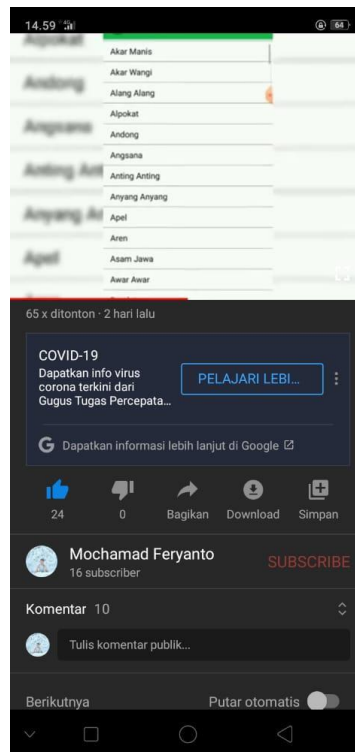 14.59 4G 64
Alpokat
Akar Manis
Akar Wangi
Andong
Alang Alang
Alpokat
Angsana
Andong
Angsana
Anting Ant
Anting Anting
Anyang Anyang
Anyang An
Apel
Aren
Apel
Asam Jawa
Awar Awar
65 x ditonton · 2 hari lalu
COVID-19
Dapatkan info virus
corona terkini dari
Gugus Tugas Percepata...
PELAJARI LEBI...
G Dapatkan informasi lebih lanjut di Google
24 0 Bagikan Download Simpan
Mochamad Feryanto
16 subscriber
SUBSCRIBE
Komentar 10
Tulis komentar publik...
Berikutnya Putar otomatis